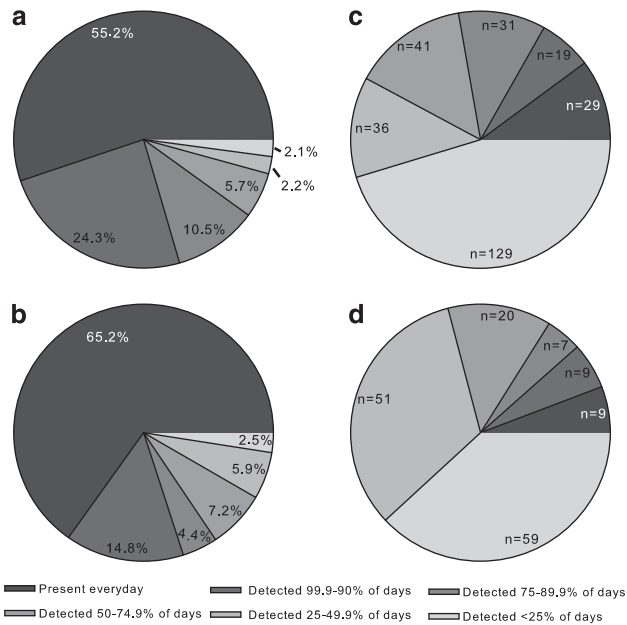 a
55.2%
2.1%
2.2%
5.7%
10.5%
24.3%
c
n=31
n=41
n=19
n=29
n=36
n=129
b
65.2%
2.5%
5.9%
7.2%
4.4%
14.8%
d
n=20
n=7
n=9
n=51
n=9
n=59
Present everyday
Detected 99.9-90% of days
Detected 75-89.9% of days
Detected 50-74.9% of days
Detected 25-49.9% of days
Detected <25% of days